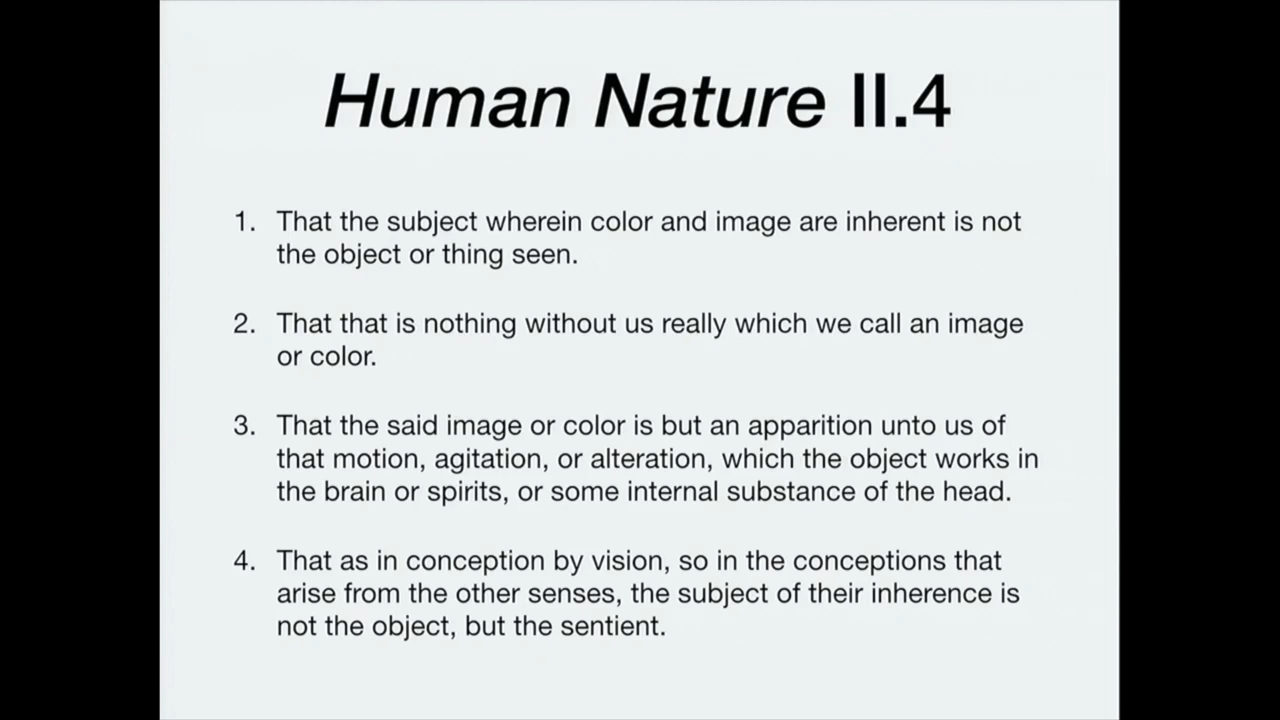 Human Nature II.4
1. That the subject wherein color and image are inherent is not
the object or thing seen.
2. That that is nothing without us really which we call an image
or color.
3. That the said image or color is but an apparition unto us of
that motion, agitation, or alteration, which the object works in
the brain or spirits, or some internal substance of the head.
4. That as in conception by vision, so in the conceptions that
arise from the other senses, the subject of their inherence is
not the object, but the sentient.